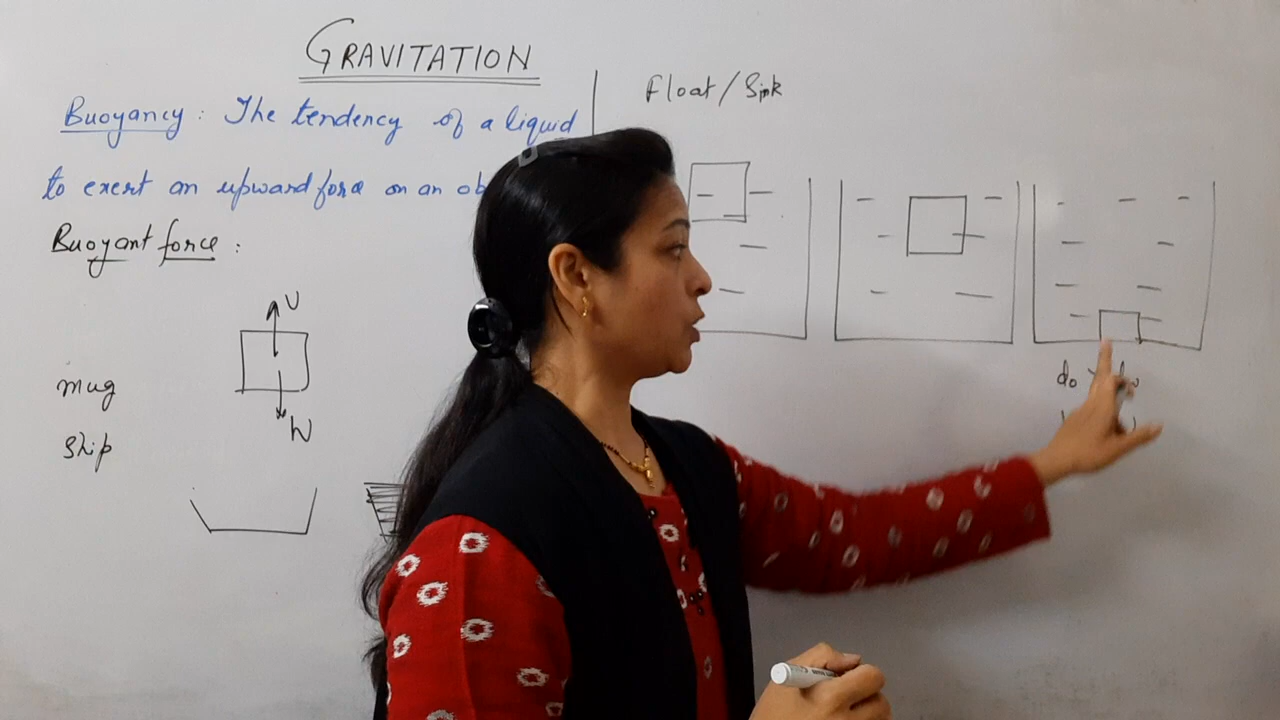 GRAVITATION
Buoyancy : The tendency of a liquid
to exert an upward force on an ob
Buoyant force :
U
W
mug
ship
Float / Sink
do